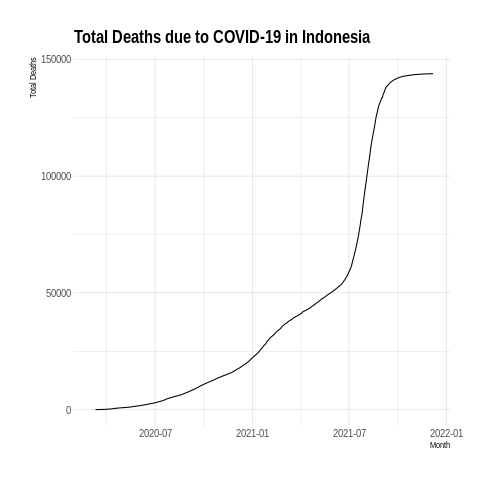 Total Deaths due to COVID-19 in Indonesia
Total Deaths
150000
100000
50000
0
2020-07 2021-01 2021-07 2022-01
Month